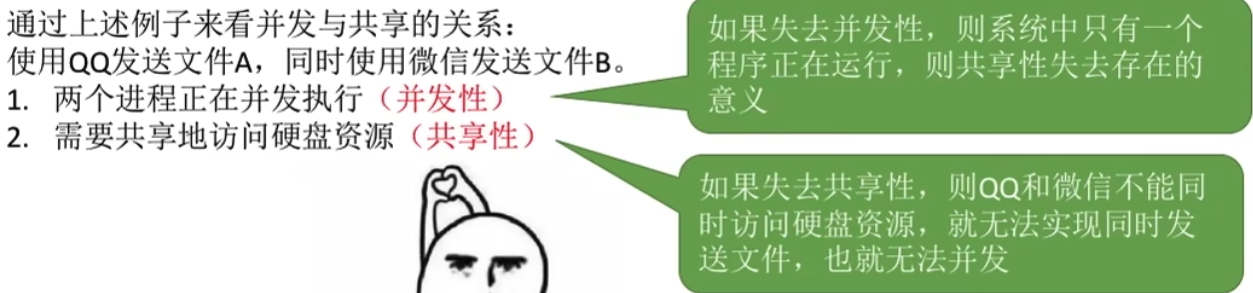 通过上述例子来看并发与共享的关系：
使用QQ发送文件A，同时使用微信发送文件B。
1. 两个进程正在并发执行（并发性）
2. 需要共享地访问硬盘资源（共享性）
如果失去并发性，则系统中只有一个
程序正在运行，则共享性失去存在的
意义
如果失去共享性，则QQ和微信不能同
时访问硬盘资源，就无法实现同时发
送文件，也就无法并发